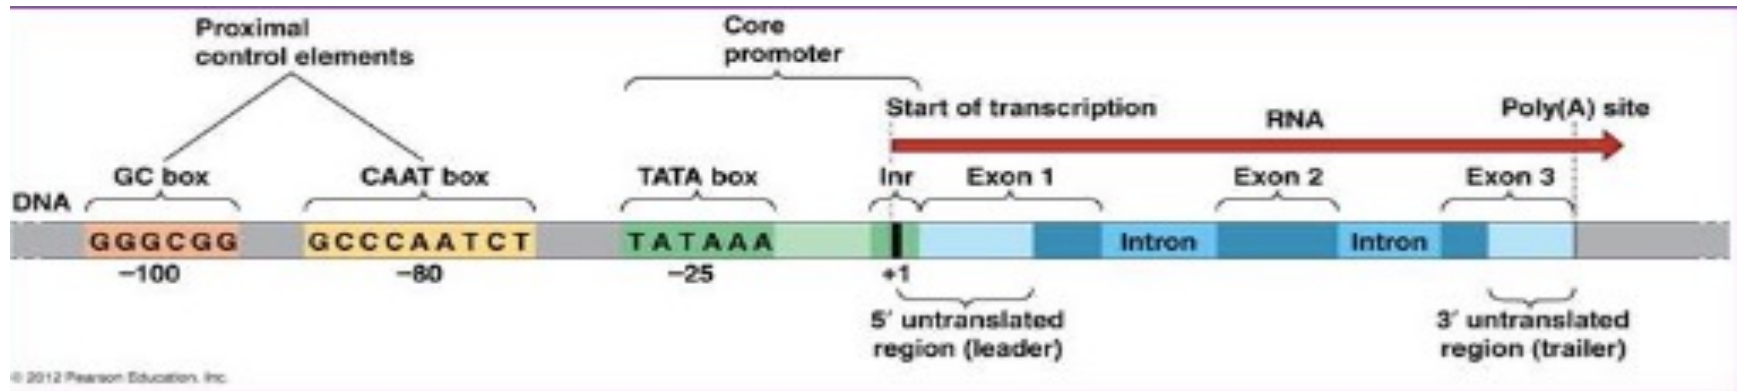 Proximal
control elements
Core
promoter
Start of transcription
RNA
Poly(A) site
GC box
CAAT box
TATA box
Inr
Exon 1
Exon 2
Exon 3
DNA
GGGCGG
GCCCAATCT
TATAAA
Intron
Intron
−100
−80
−25
+1
5′ untranslated
region (leader)
3′ untranslated
region (trailer)
© 2012 Pearson Education, Inc.